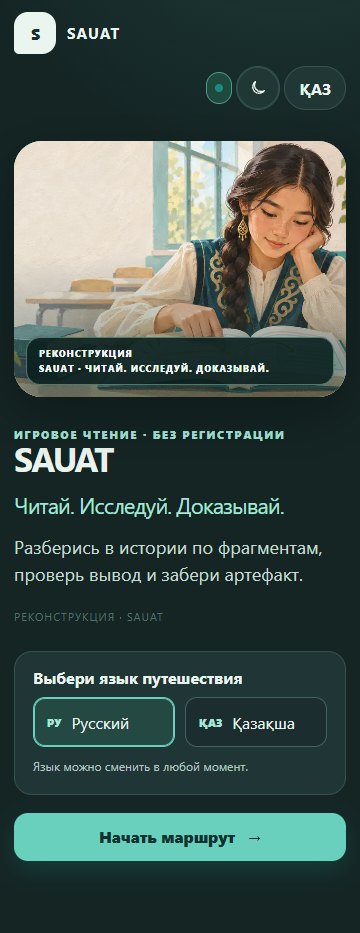 S SAUAT
ҚАЗ
РЕКОНСТРУКЦИЯ
SAUAT · ЧИТАЙ. ИССЛЕДУЙ. ДОКАЗЫВАЙ.
ИГРОВОЕ ЧТЕНИЕ · БЕЗ РЕГИСТРАЦИИ
SAUAT
Читай. Исследуй. Доказывай.
Разберись в истории по фрагментам,
проверь вывод и забери артефакт.
РЕКОНСТРУКЦИЯ · SAUAT
Выбери язык путешествия
РУ Русский ҚАЗ Қазақша
Язык можно сменить в любой момент.
Начать маршрут →